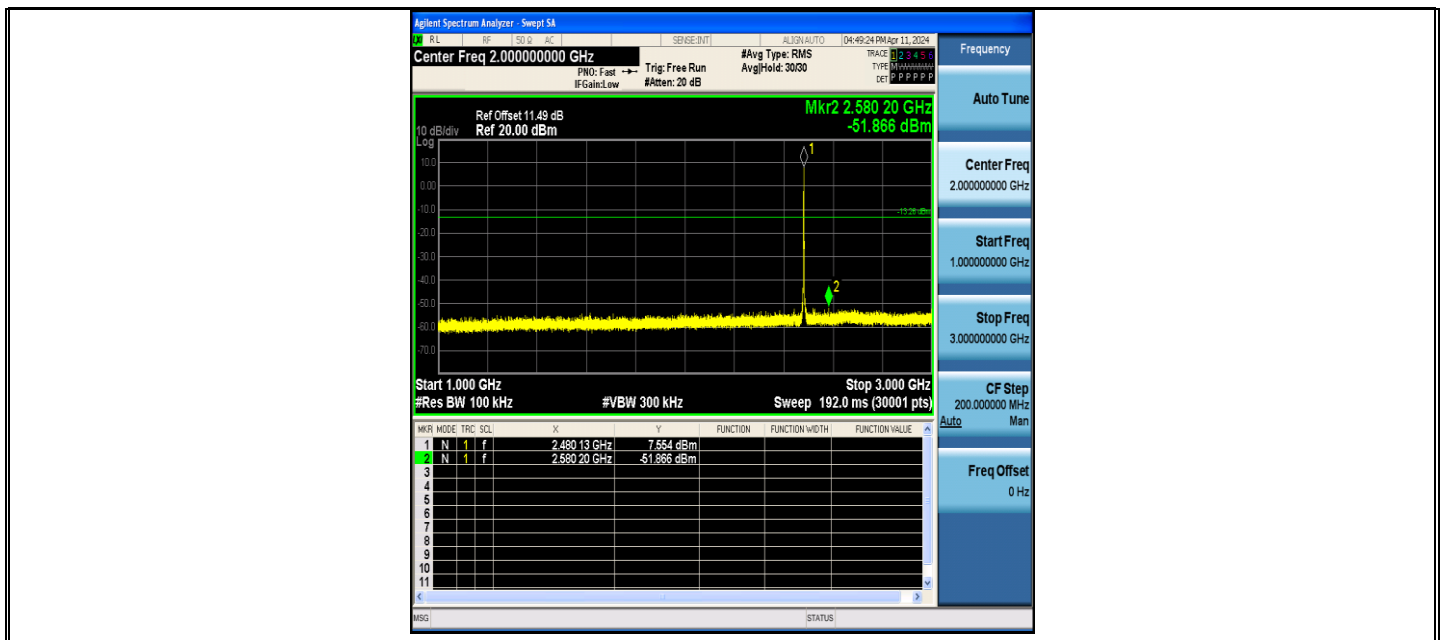 Agilent Spectrum Analyzer - Swept SA
RL RF 50 Ω AC SENSE:INT ALIGN AUTO 04:49:24 PM Apr 11, 2024
Center Freq 2.000000000 GHz
PNO: Fast
IFGain:Low
Trig: Free Run
#Atten: 20 dB
#Avg Type: RMS
Avg|Hold: 30/30
TRACE 1 2 3 4 5 6
TYPE
DET P P P P P P
Mkr2 2.580 20 GHz
-51.866 dBm
Ref Offset 11.49 dB
10 dB/div Ref 20.00 dBm
Log
10.0
0.00
-10.0
-20.0
-30.0
-40.0
-50.0
-60.0
-70.0
1
-13.26 dBm
2
Start 1.000 GHz Stop 3.000 GHz
#Res BW 100 kHz #VBW 300 kHz Sweep 192.0 ms (30001 pts)
MKR MODE TRC SCL X Y FUNCTION FUNCTION WIDTH FUNCTION VALUE
1 N 1 f 2.480 13 GHz 7.554 dBm
2 N 1 f 2.580 20 GHz -51.866 dBm
3
4
5
6
7
8
9
10
11
MSG STATUS
Frequency
Auto Tune
Center Freq
2.000000000 GHz
Start Freq
1.000000000 GHz
Stop Freq
3.000000000 GHz
CF Step
200.000000 MHz
Auto Man
Freq Offset
0 Hz